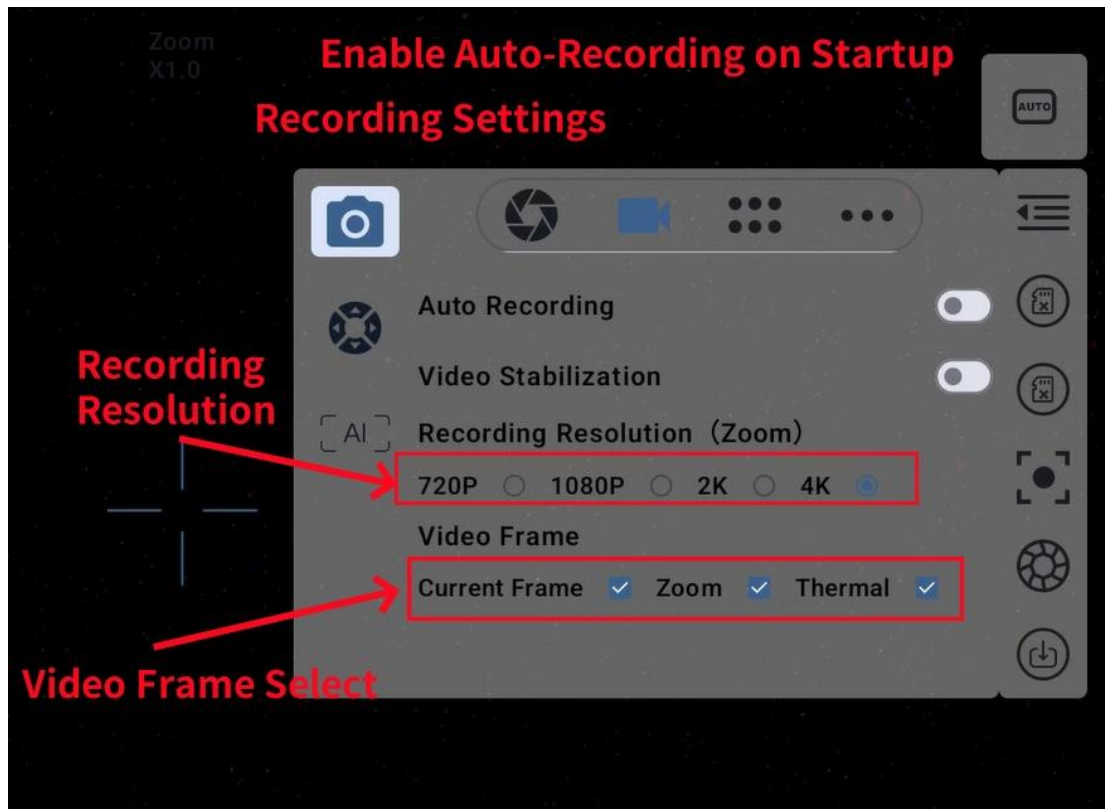 Zoom
X1.0
Enable Auto-Recording on Startup
Recording Settings
AUTO
Auto Recording
Video Stabilization
Recording
Resolution
AI
Recording Resolution（Zoom）
720P 1080P 2K 4K
Video Frame
Current Frame Zoom Thermal
Video Frame Select